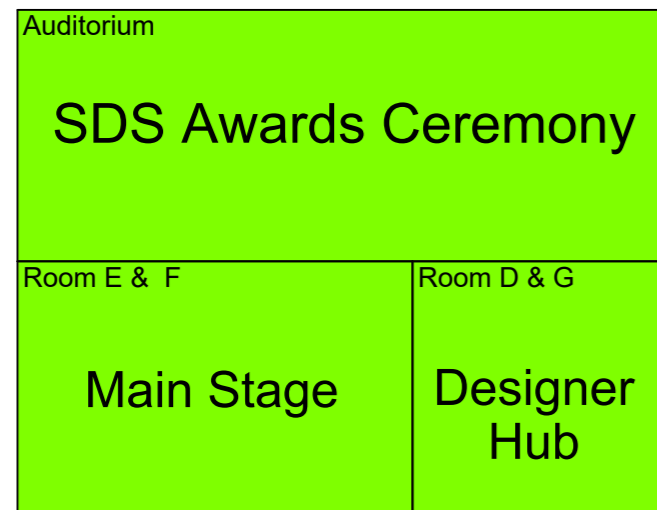 Auditorium
SDS Awards Ceremony
Room E & F
Main Stage
Room D & G
Designer
Hub